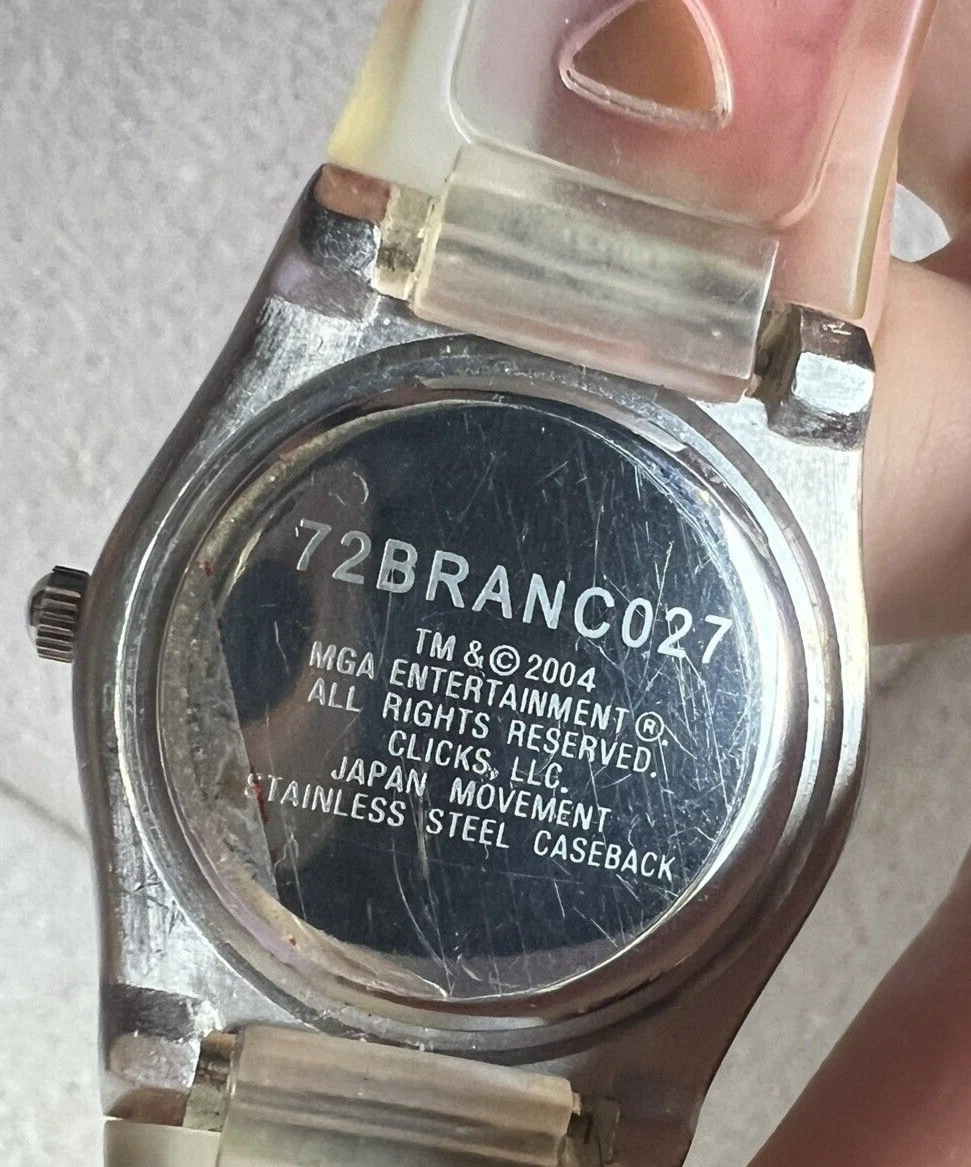 72BRANC027
TM & © 2004
MGA ENTERTAINMENT ®.
ALL RIGHTS RESERVED.
CLICKS, LLC.
JAPAN MOVEMENT
STAINLESS STEEL CASEBACK